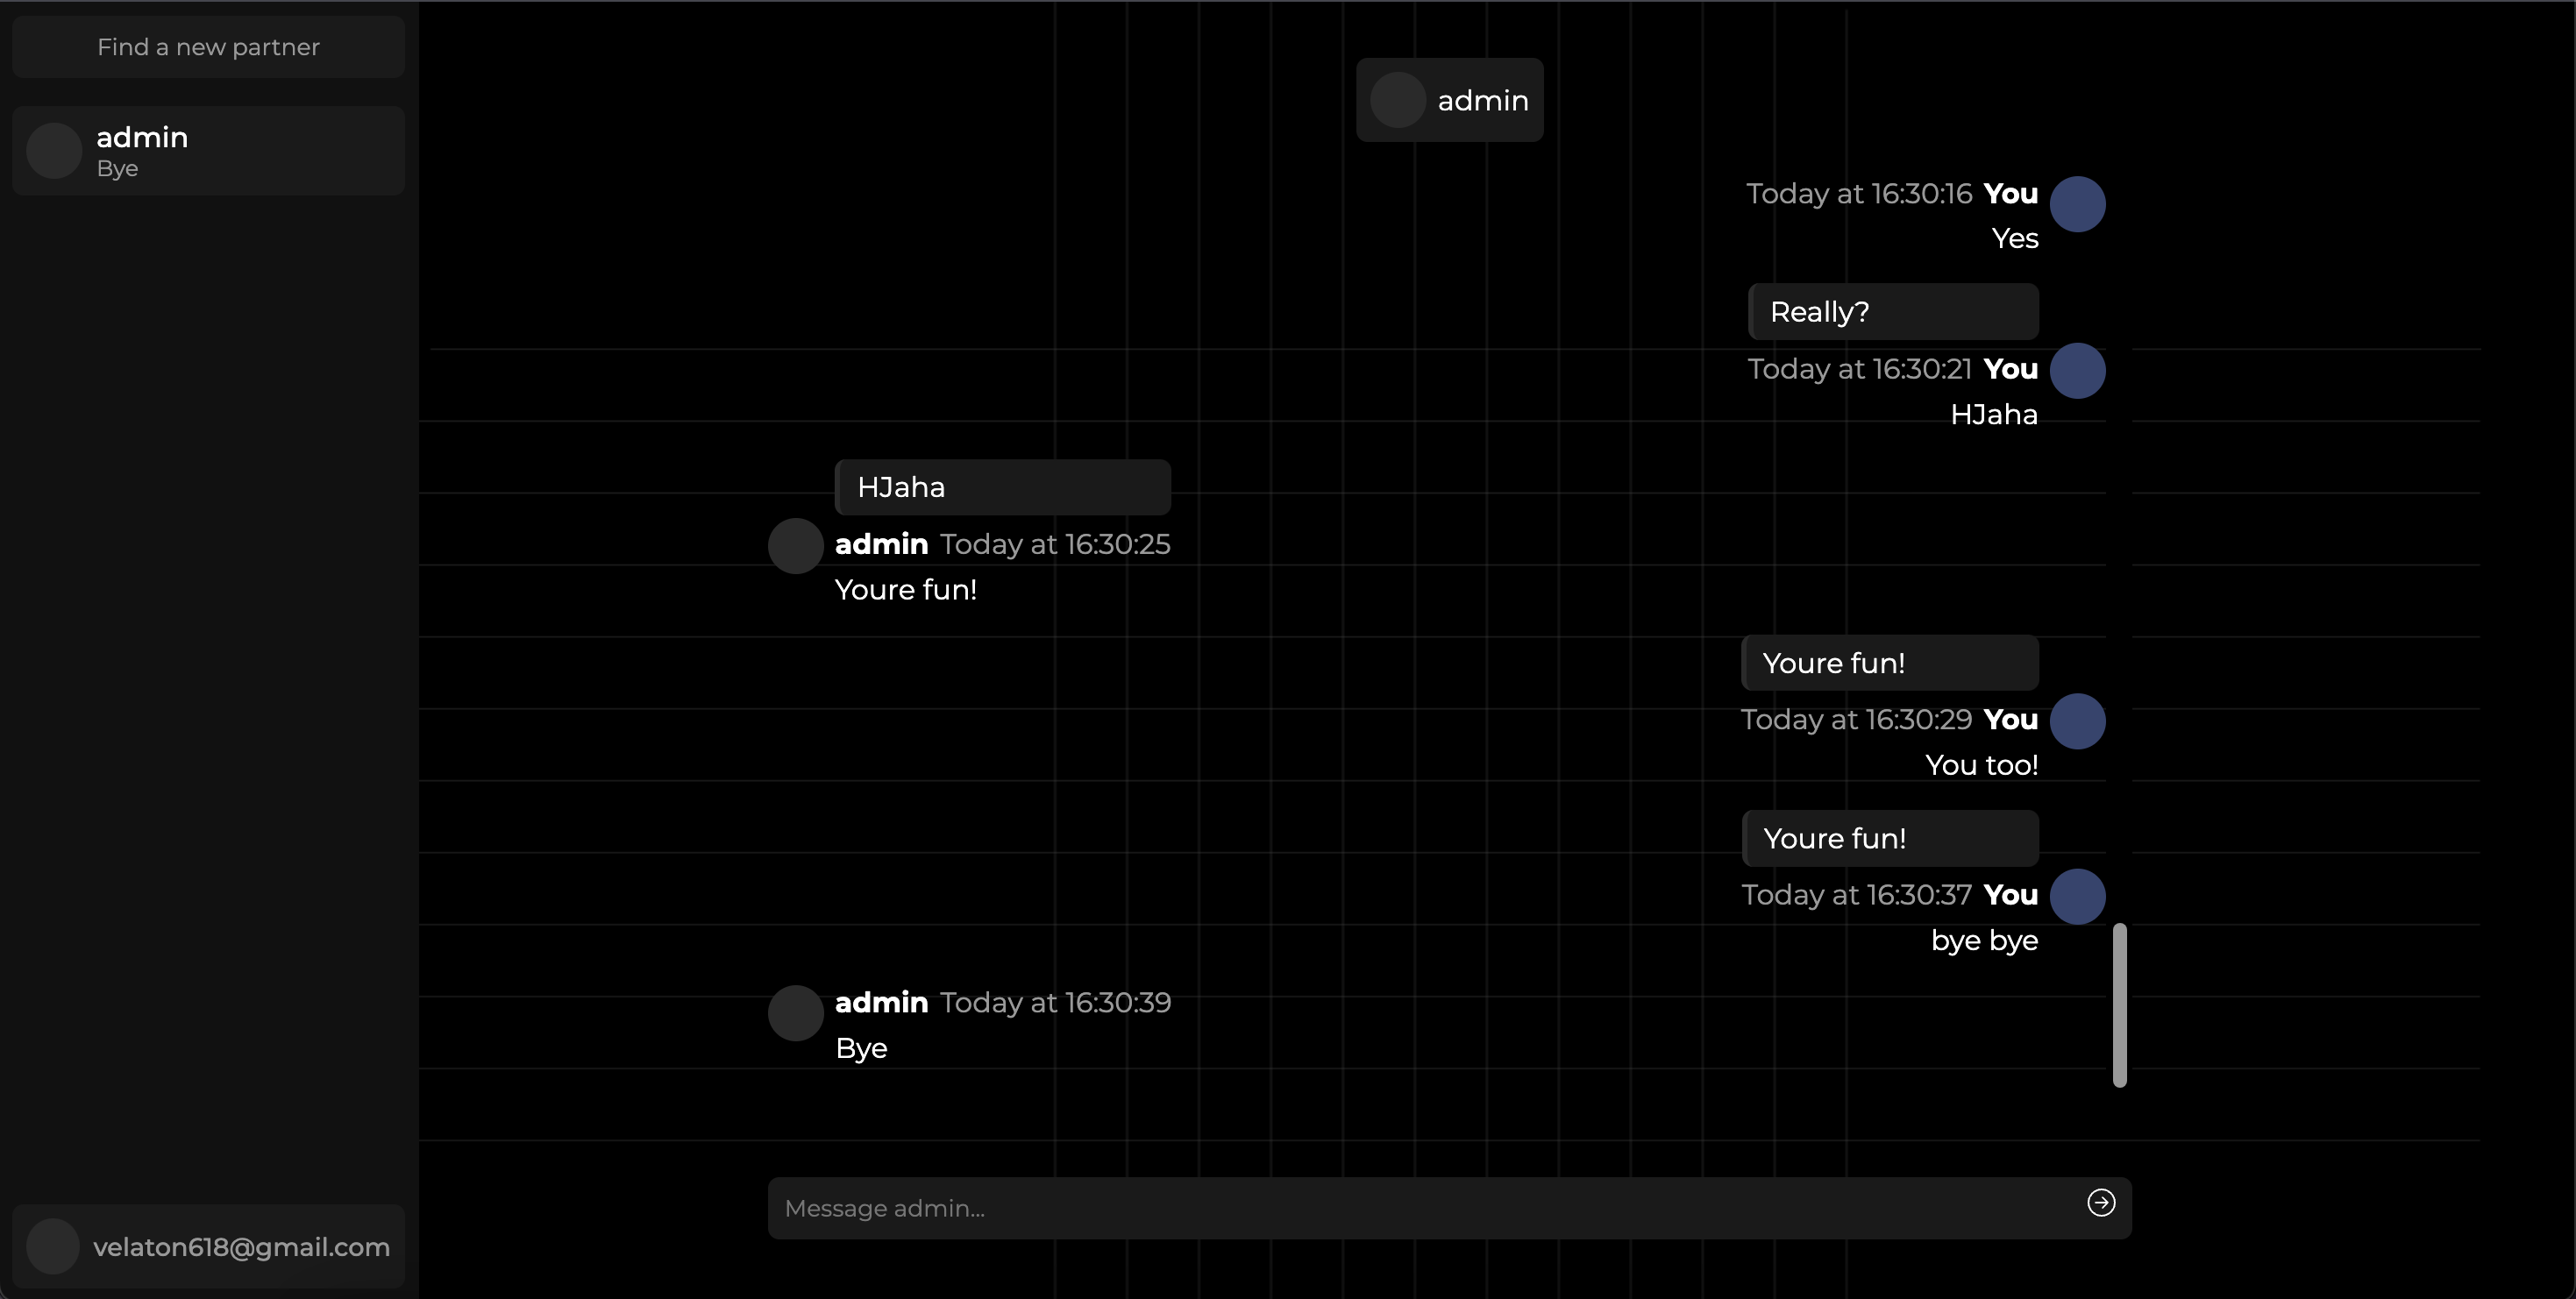 Find a new partner
admin
Bye
velaton618@gmail.com
admin
Today at 16:30:16 You
Yes
Really?
Today at 16:30:21 You
HJaha
HJaha
admin Today at 16:30:25
Youre fun!
Youre fun!
Today at 16:30:29 You
You too!
Youre fun!
Today at 16:30:37 You
bye bye
admin Today at 16:30:39
Bye
Message admin...